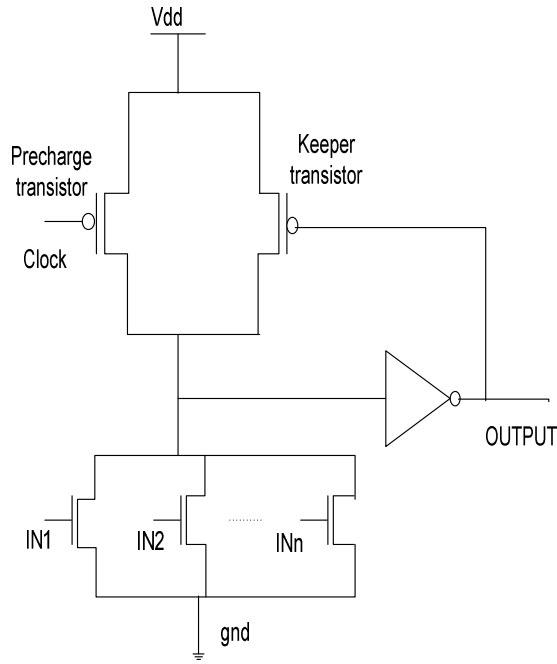 Vdd
Precharge
transistor
Keeper
transistor
Clock
OUTPUT
IN1
IN2
INn
gnd